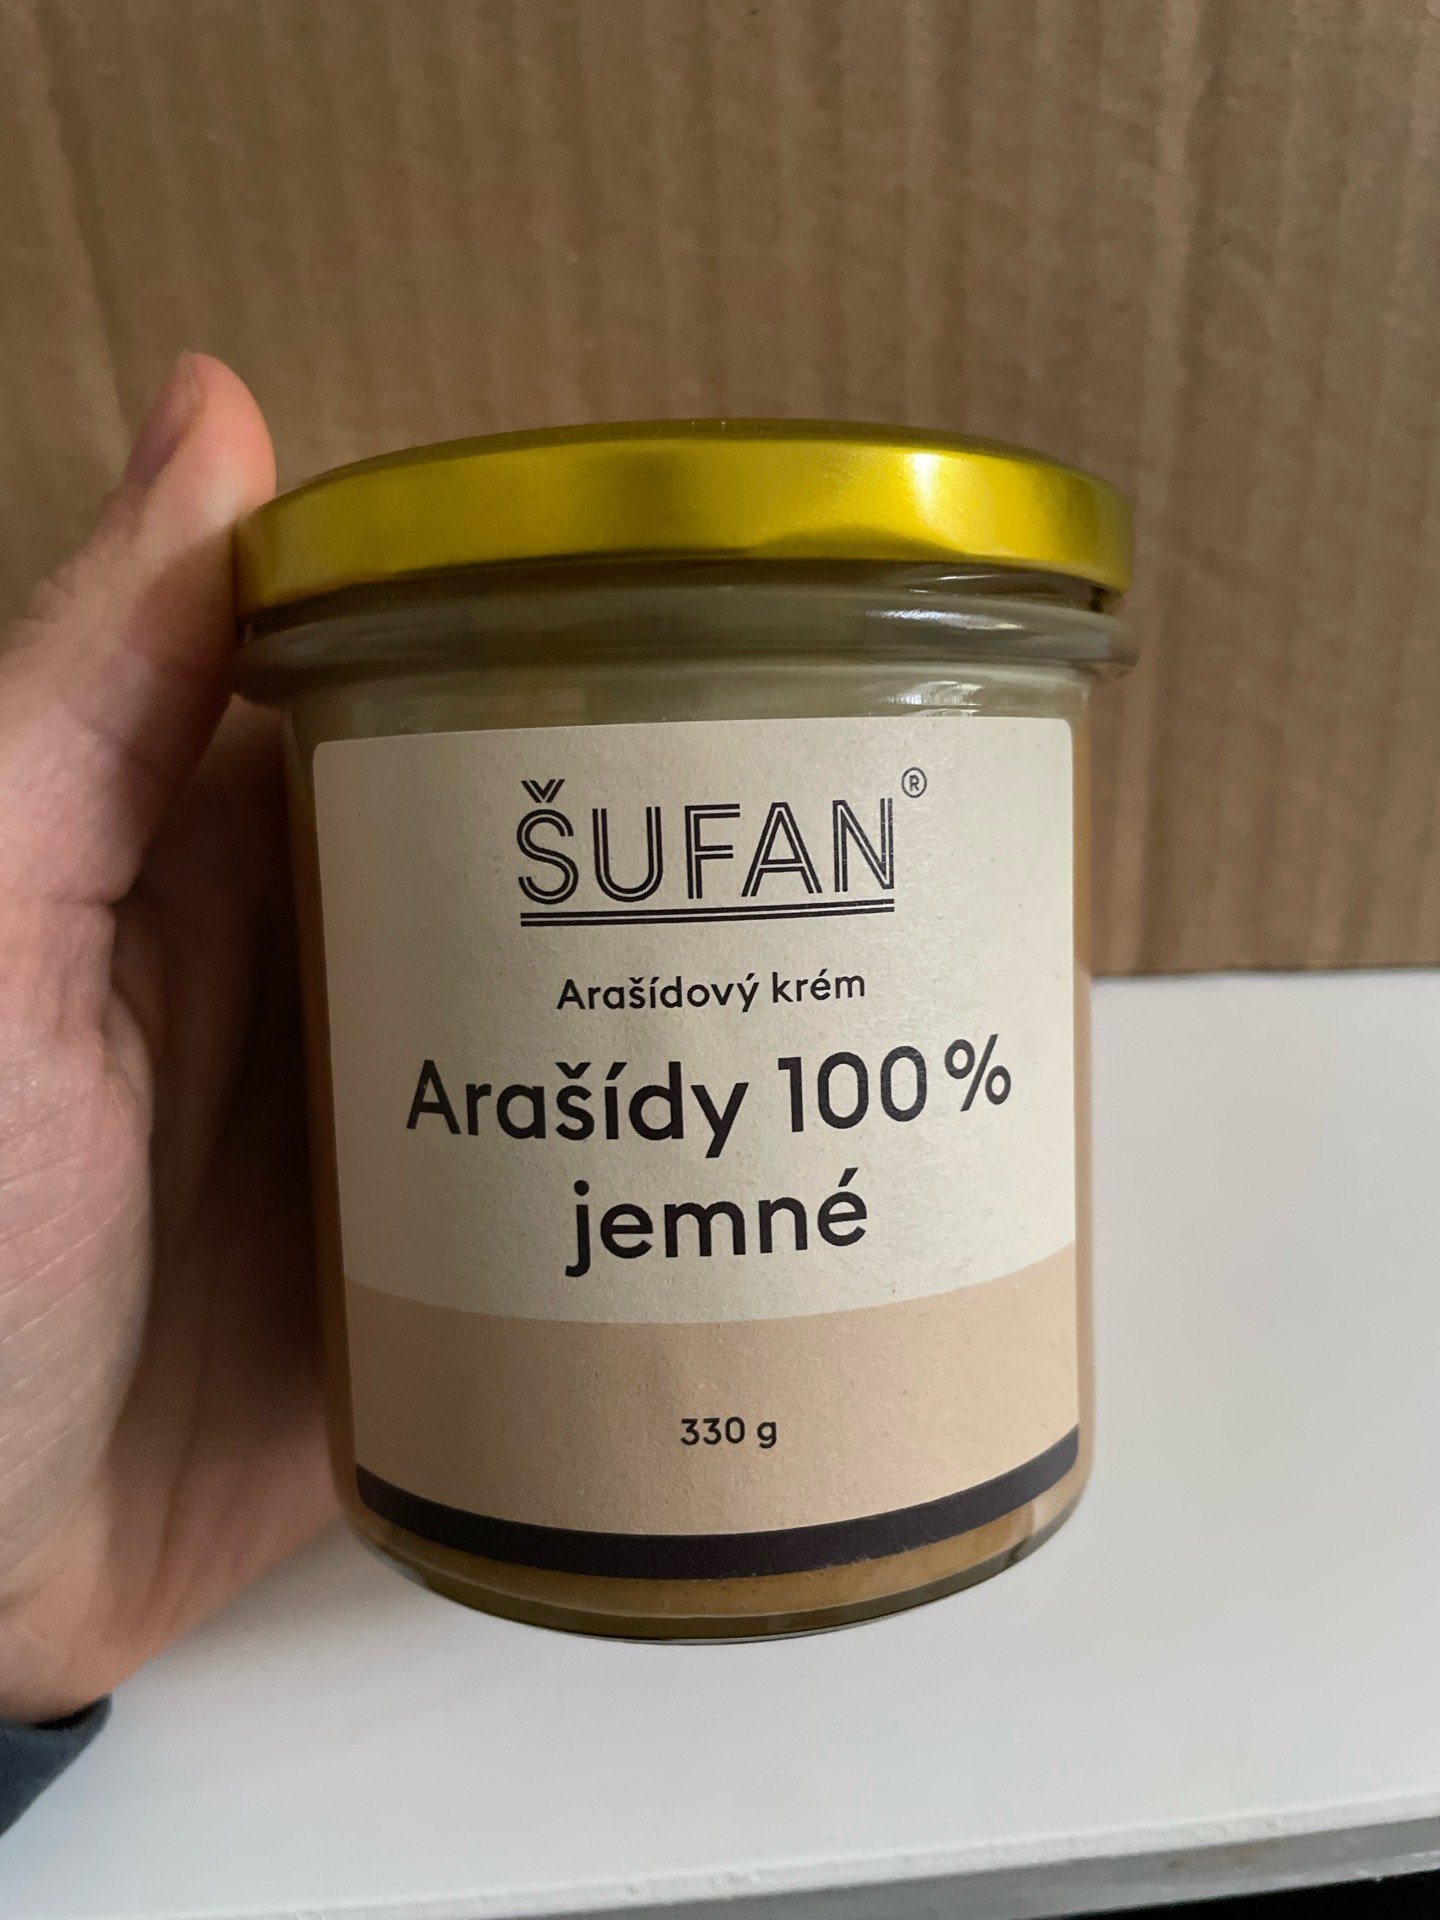 ŠUFAN®
Arašídový krém
Arašídy 100%
jemné
330 g